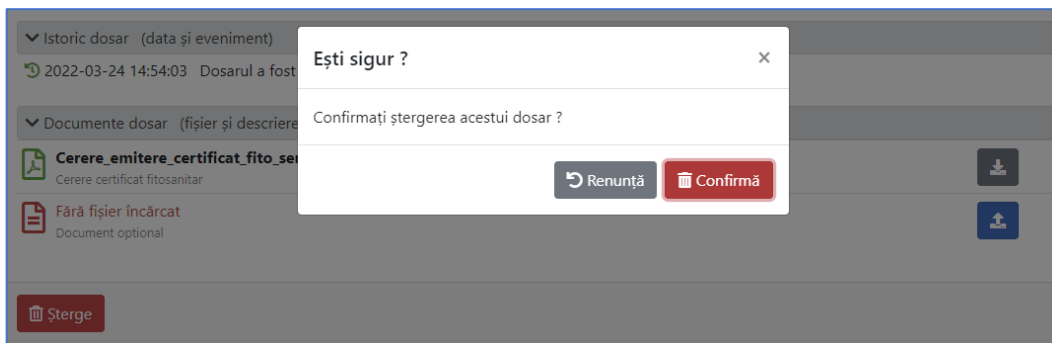 Istoric dosar (data și eveniment)
2022-03-24 14:54:03 Dosarul a fost
Ești sigur ?
×
Confirmați ștergerea acestui dosar ?
Renunță
Confirmă
Documente dosar (fișier și descriere
Cerere_emitere_certificat_fito_
Cerere certificat fitosanitar
Fără fișier încărcat
Document optional
Șterge